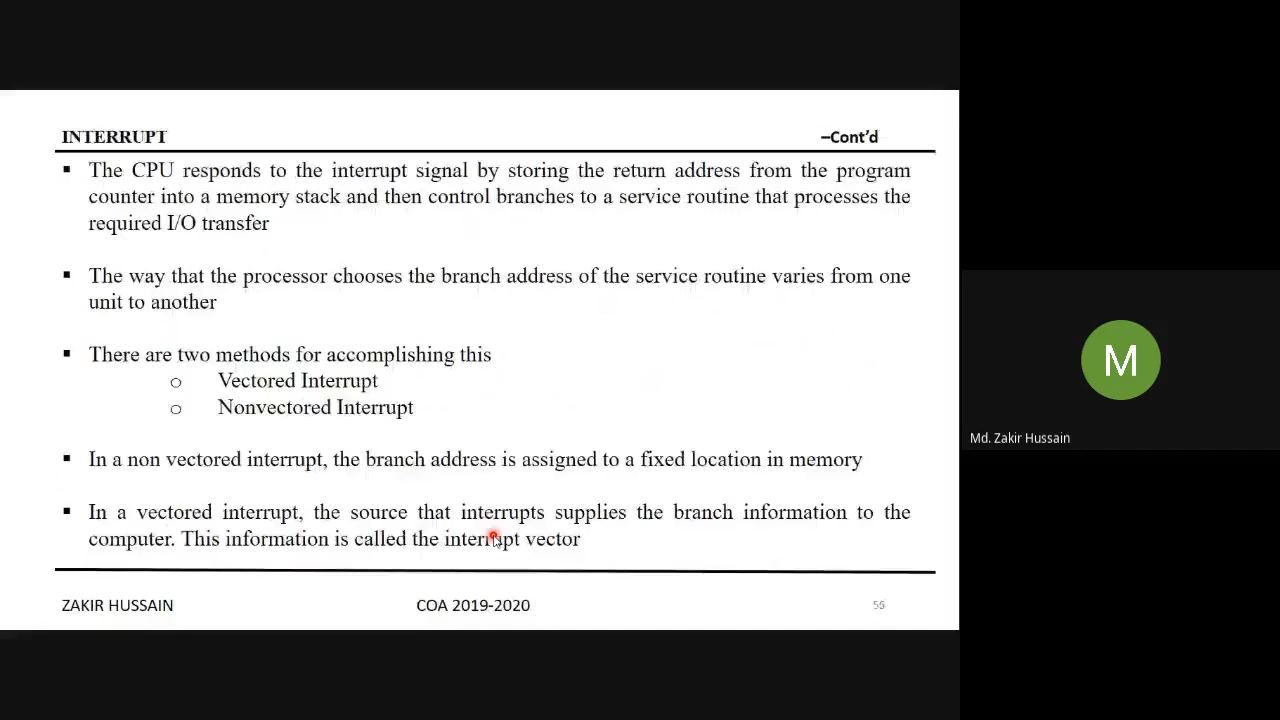 INTERRUPT –Cont’d
▪ The CPU responds to the interrupt signal by storing the return address from the program
counter into a memory stack and then control branches to a service routine that processes the
required I/O transfer
▪ The way that the processor chooses the branch address of the service routine varies from one
unit to another
▪ There are two methods for accomplishing this
o Vectored Interrupt
o Nonvectored Interrupt
▪ In a non vectored interrupt, the branch address is assigned to a fixed location in memory
▪ In a vectored interrupt, the source that interrupts supplies the branch information to the
computer. This information is called the interrupt vector
ZAKIR HUSSAIN COA 2019-2020
M
Md. Zakir Hussain